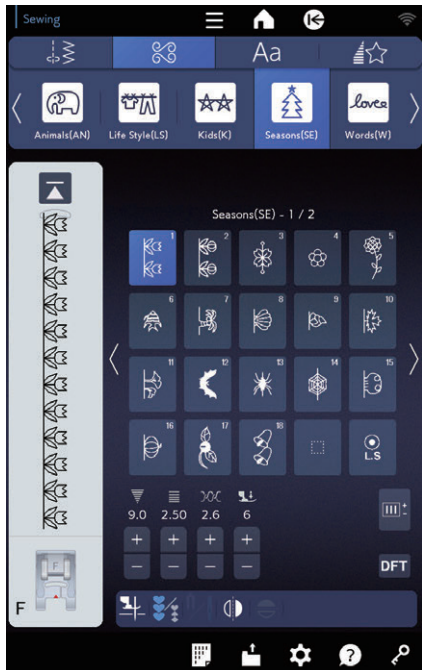 Sewing
Aa
Animals(AN) Life Style(LS) Kids(K) Seasons(SE) Words(W)
love
Seasons(SE) - 1 / 2
1 2 3 4 5
6 7 8 9 10
11 12 13 14 15
16 17 18
L.S
9.0 2.50 2.6 6
+ + + +
− − − −
DFT
F
F
?